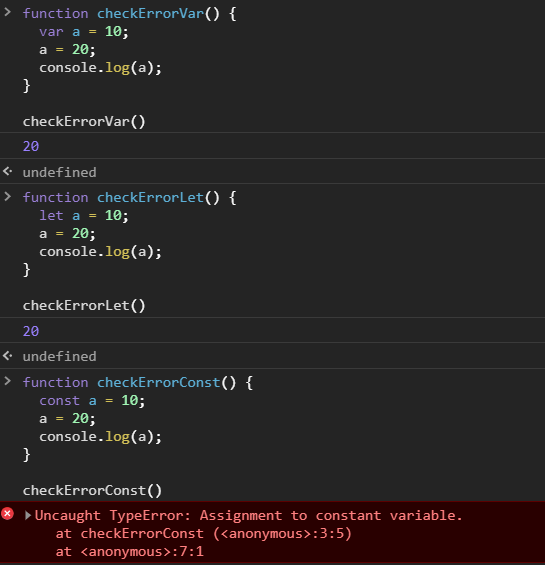 function checkErrorVar() {
  var a = 10;
  a = 20;
  console.log(a);
}
checkErrorVar()
20
undefined
function checkErrorLet() {
  let a = 10;
  a = 20;
  console.log(a);
}
checkErrorLet()
20
undefined
function checkErrorConst() {
  const a = 10;
  a = 20;
  console.log(a);
}
checkErrorConst()
Uncaught TypeError: Assignment to constant variable.
    at checkErrorConst (<anonymous>:3:5)
    at <anonymous>:7:1